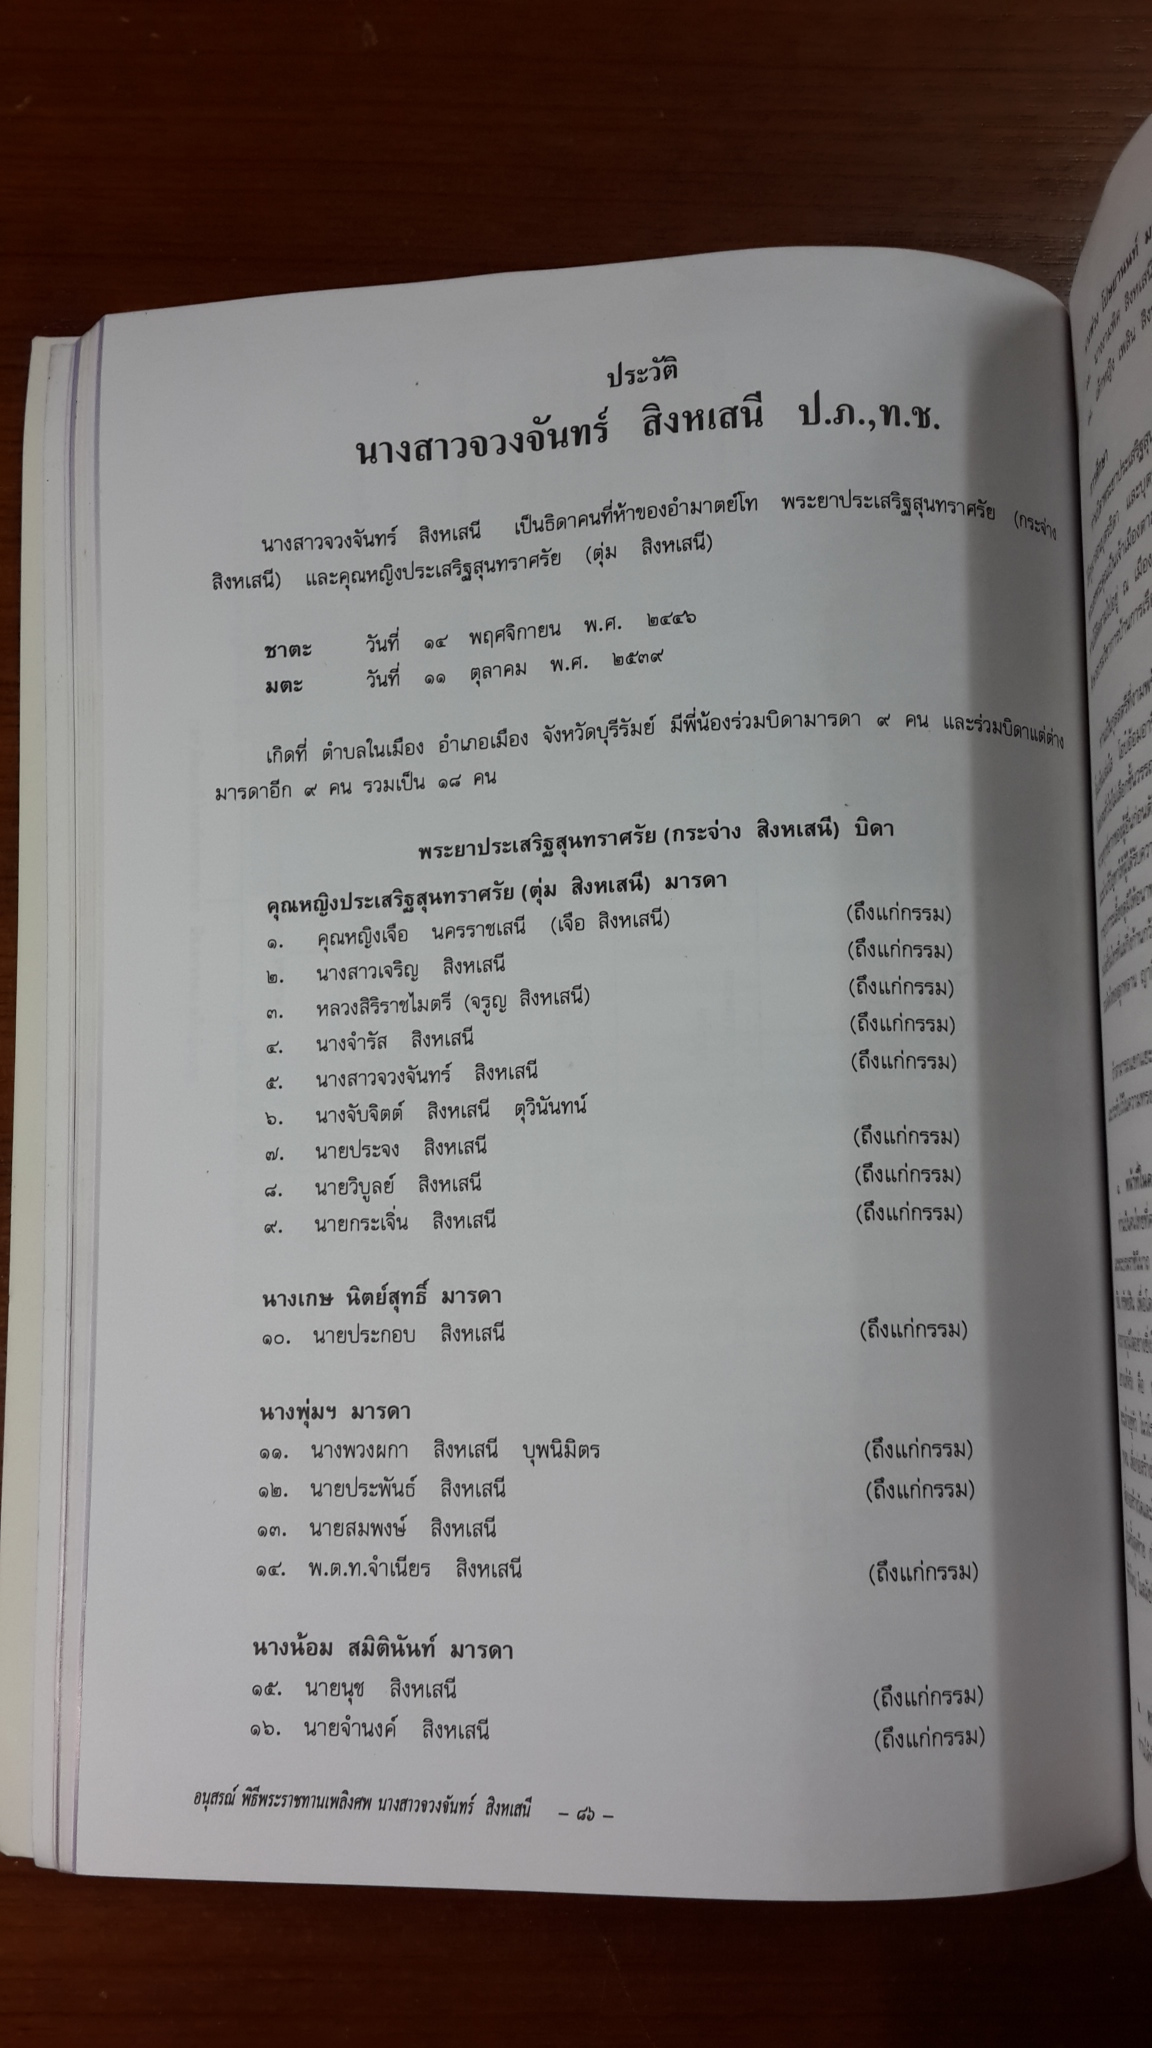 ประวัติ
นางสาวจวงจันทร์ สิงหเสนี ป.ภ.,ท.ช.
นางสาวจวงจันทร์ สิงหเสนี เป็นธิดาคนที่ห้าของอำมาตย์โท พระยาประเสริฐสุนทราศรัย (กระจ่าง
สิงหเสนี) และคุณหญิงประเสริฐสุนทราศรัย (ตุ่ม สิงหเสนี)
ชาตะ วันที่ ๑๔ พฤศจิกายน พ.ศ. ๒๔๔๖
มตะ วันที่ ๑๑ ตุลาคม พ.ศ. ๒๕๓๙
เกิดที่ ตำบลในเมือง อำเภอเมือง จังหวัดบุรีรัมย์ มีพี่น้องร่วมบิดามารดา ๙ คน และร่วมบิดาแต่ต่าง
มารดาอีก ๙ คน รวมเป็น ๑๘ คน
พระยาประเสริฐสุนทราศรัย (กระจ่าง สิงหเสนี) บิดา
คุณหญิงประเสริฐสุนทราศรัย (ตุ่ม สิงหเสนี) มารดา
๑. คุณหญิงเจือ นครราชเสนี (เจือ สิงหเสนี) (ถึงแก่กรรม)
๒. นางสาวเจริญ สิงหเสนี (ถึงแก่กรรม)
๓. หลวงสิริราชไมตรี (จรูญ สิงหเสนี) (ถึงแก่กรรม)
๔. นางจำรัส สิงหเสนี (ถึงแก่กรรม)
๕. นางสาวจวงจันทร์ สิงหเสนี (ถึงแก่กรรม)
๖. นางจับจิตต์ สิงหเสนี ตุวินันทน์
๗. นายประจง สิงหเสนี (ถึงแก่กรรม)
๘. นายวิบูลย์ สิงหเสนี (ถึงแก่กรรม)
๙. นายกระเจิ่น สิงหเสนี (ถึงแก่กรรม)
นางเกษ นิตย์สุทธิ์ มารดา
๑๐. นายประกอบ สิงหเสนี (ถึงแก่กรรม)
นางพุ่มฯ มารดา
๑๑. นางพวงผกา สิงหเสนี บุพนิมิตร (ถึงแก่กรรม)
๑๒. นายประพันธ์ สิงหเสนี (ถึงแก่กรรม)
๑๓. นายสมพงษ์ สิงหเสนี
๑๔. พ.ต.ท.จำเนียร สิงหเสนี (ถึงแก่กรรม)
นางน้อม สมิตินันท์ มารดา
๑๕. นายนุช สิงหเสนี (ถึงแก่กรรม)
๑๖. นายจำนงค์ สิงหเสนี (ถึงแก่กรรม)
อนุสรณ์ พิธีพระราชทานเพลิงศพ นางสาวจวงจันทร์ สิงหเสนี – ๘๖ –